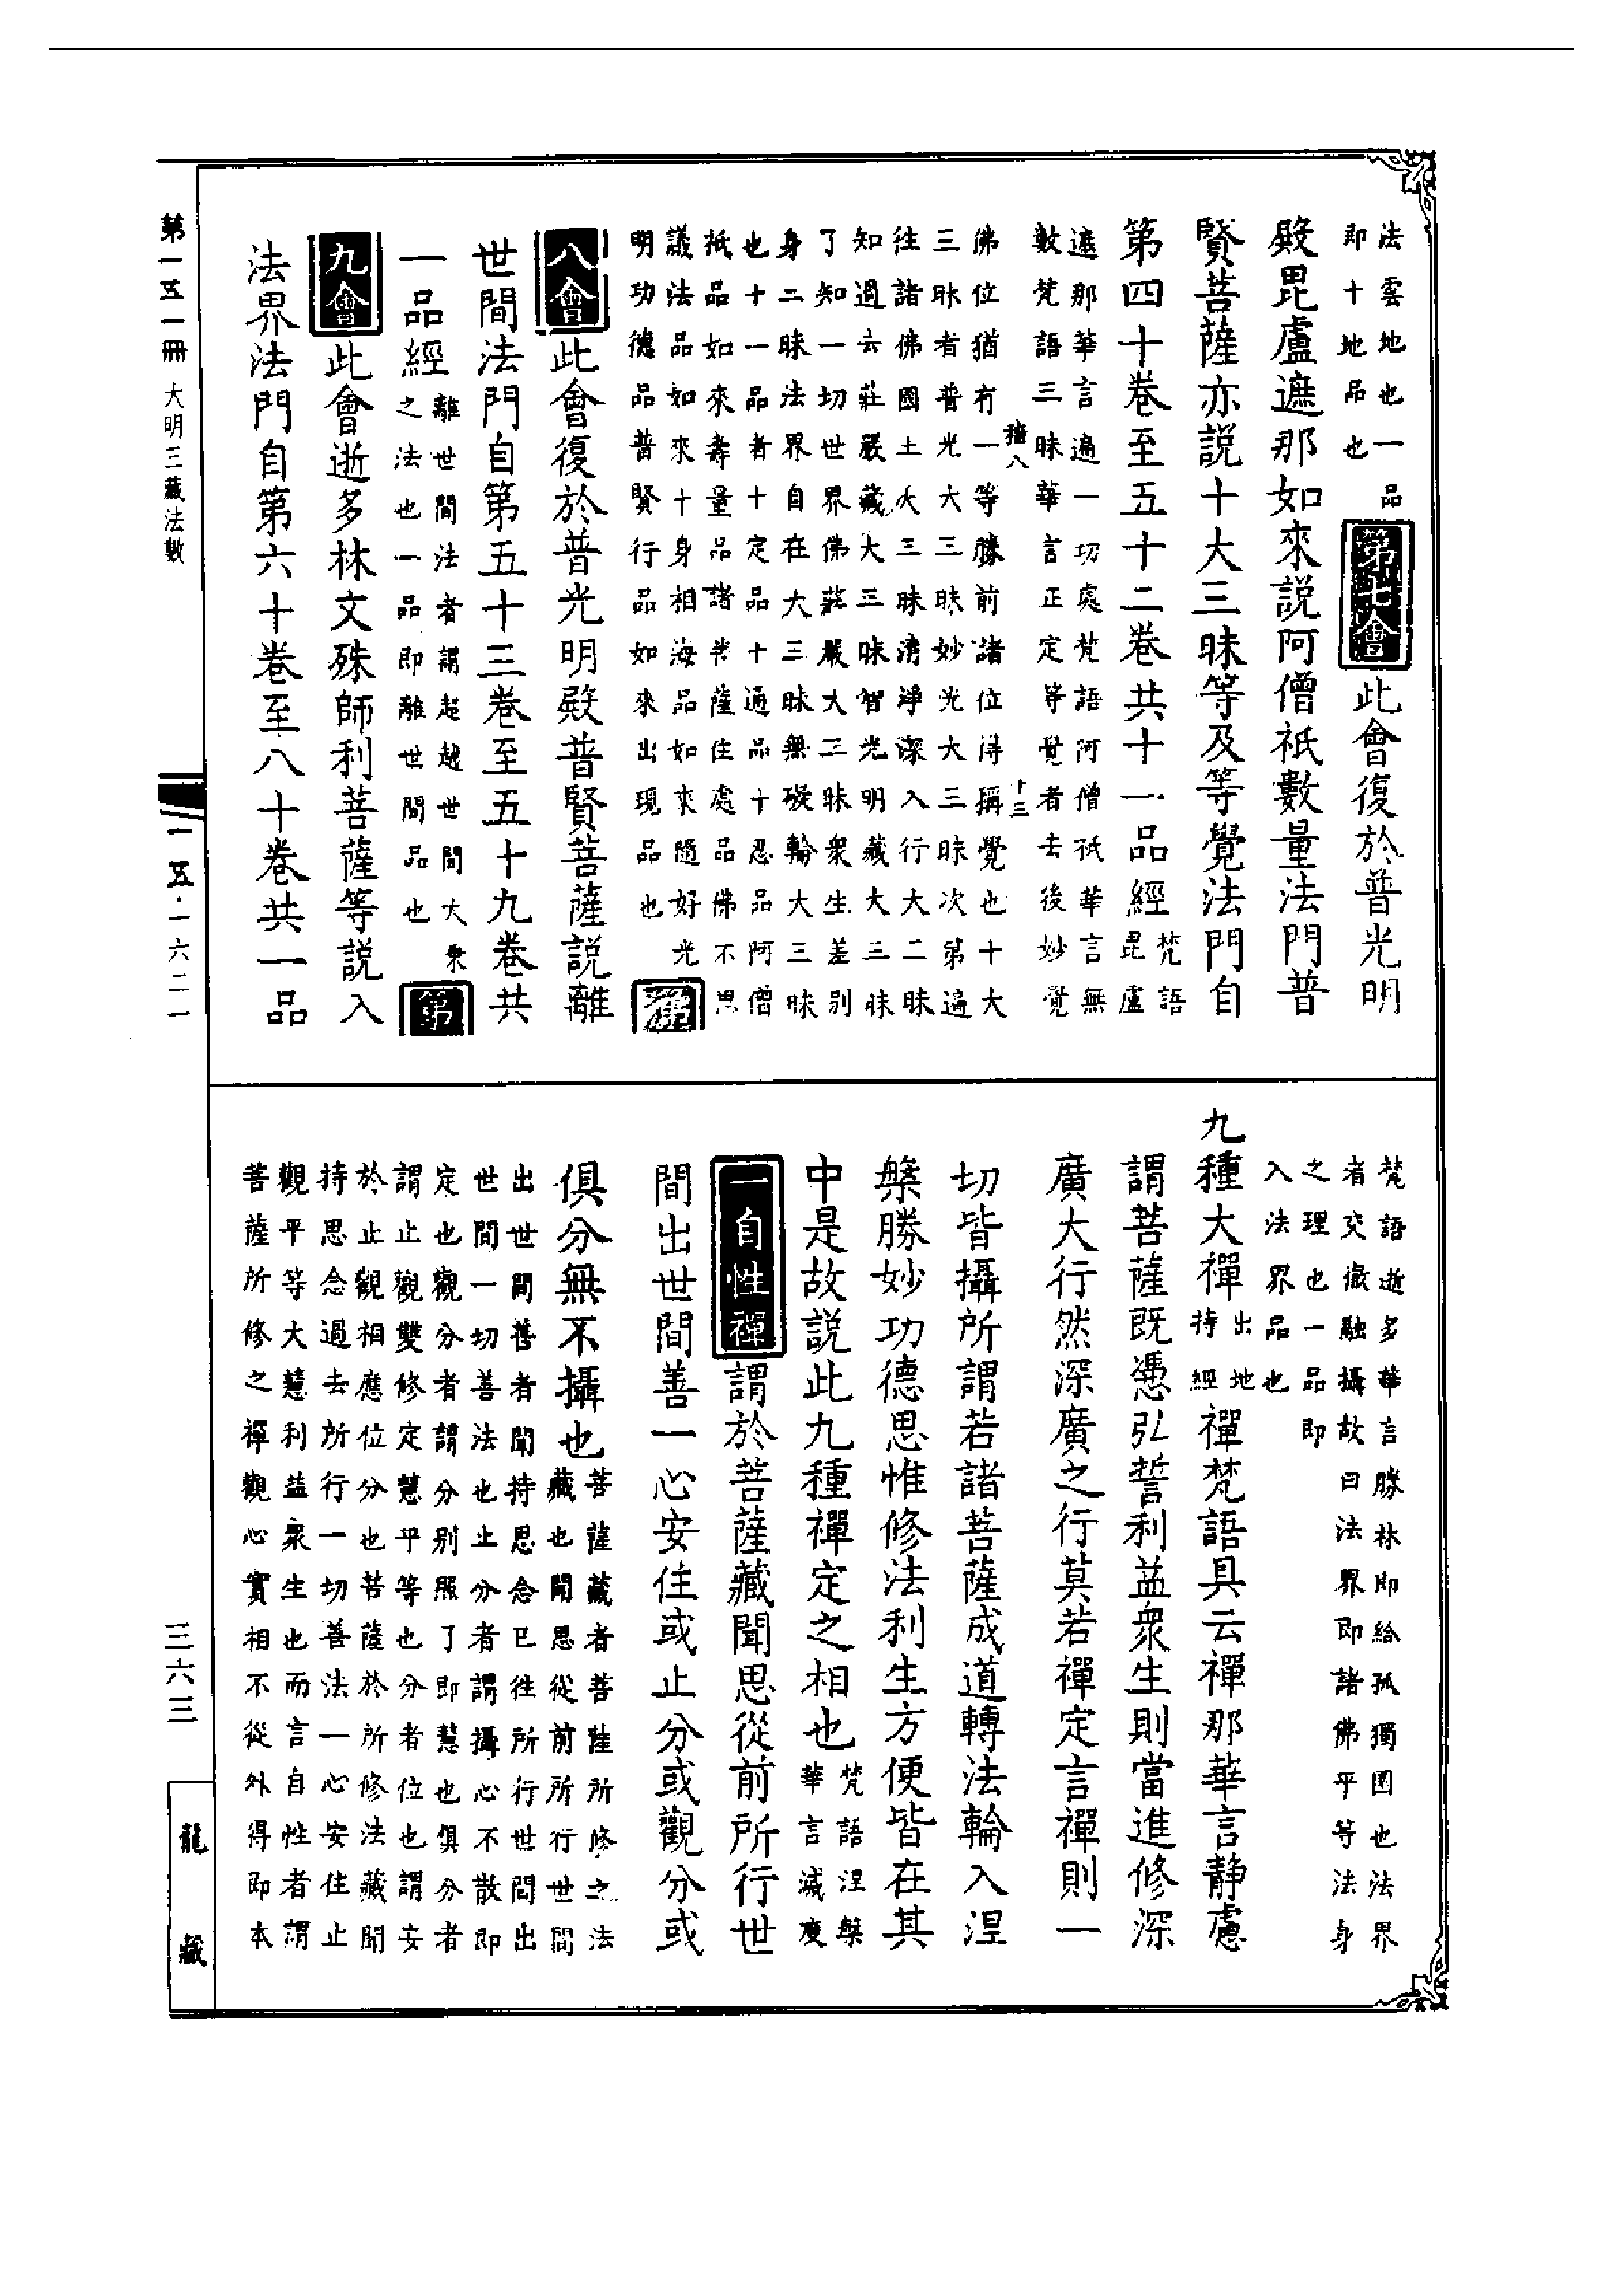 法雲地也一品
即十地品也
第七會此會復於普光明
殿毘盧遮那如來說阿僧祇數量法門普
賢菩薩亦說十大三昧等及等覺法門自
第四十卷至五十二卷共十一品經梵語
毘盧
遮那華言遍一切處梵語阿僧祇華言無
數梵語三昧華言正定等覺者去後妙覺
十三
佛位猶有一等勝前諸位得稱覺也十大
三昧者普光大三昧妙光大三昧次第遍
往諸佛國土大三昧清淨深入行大二昧
知過去莊嚴藏大三昧智光明藏大三昧
了知一切世界佛莊嚴大三昧衆生差別
身二昧法界自在大三昧無礙輪大三昧
也十一品者十定品十通品十忍品阿僧
祇品如來壽量品諸菩薩住處品佛不思
議法品如來十身相海品如來隨好光
明功德品普賢行品如來出現品也
第
八會此會復於普光明殿普賢菩薩說離
世間法門自第五十三卷至五十九卷共
一品經離世間法者謂超越世間大衆
之法也一品即離世間品也
第
九會此會逝多林文殊師利菩薩等說入
法界法門自第六十卷至八十卷共一品
梵語逝多華言勝林即給孤獨園也法界
者交徹融攝故曰法界即諸佛平等法身
之理也一品即
入法界品也
九種大禪出地
持經
禪梵語具云禪那華言靜慮
謂菩薩既憑弘誓利益衆生則當進修深
廣大行然深廣之行莫若禪定言禪則一
切皆攝所謂若諸菩薩成道轉法輪入涅
槃勝妙功德思惟修法利生方便皆在其
中是故說此九種禪定之相也梵語涅槃
華言滅度
一自性禪謂於菩薩藏聞思從前所行世
間出世間善一心安住或止分或觀分或
俱分無不攝也菩薩藏者菩薩所修之法
藏也聞思從前所行世間
出世間善者聞持思念已往所行世間出
世間一切善法也止分者謂攝心不散即
定也觀分者謂分別照了即慧也俱分者
謂止觀雙修定慧平等也分者位也謂安
於止觀相應位分也菩薩於所修法藏聞
持思念過去所行一切善法一心安住止
觀平等大慧利益衆生也而言自性者謂
菩薩所修之禪觀心實相不從外得即本
第一五一冊 大明三藏法數
一五·一六二一
三六三
龍藏